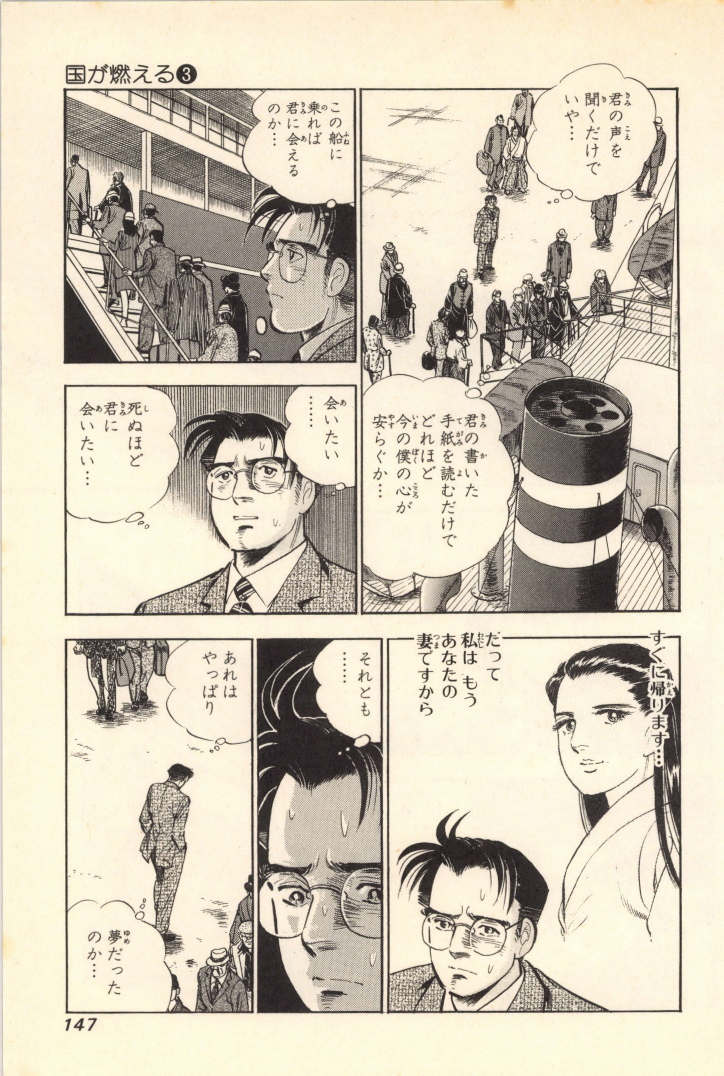 国が燃える❸
君の声を
聞くだけで
いや…
君の書いた
手紙を読むだけで
どれほど
今の僕の心が
安らぐか…
この船に
乗れば
君に会える
のか…
会いたい
……
死ぬほど
君に
会いたい…
すぐに帰ります…
だって
私は もう
あなたの
妻ですから
それとも
……
あれは
やっぱり
夢だった
のか…
147